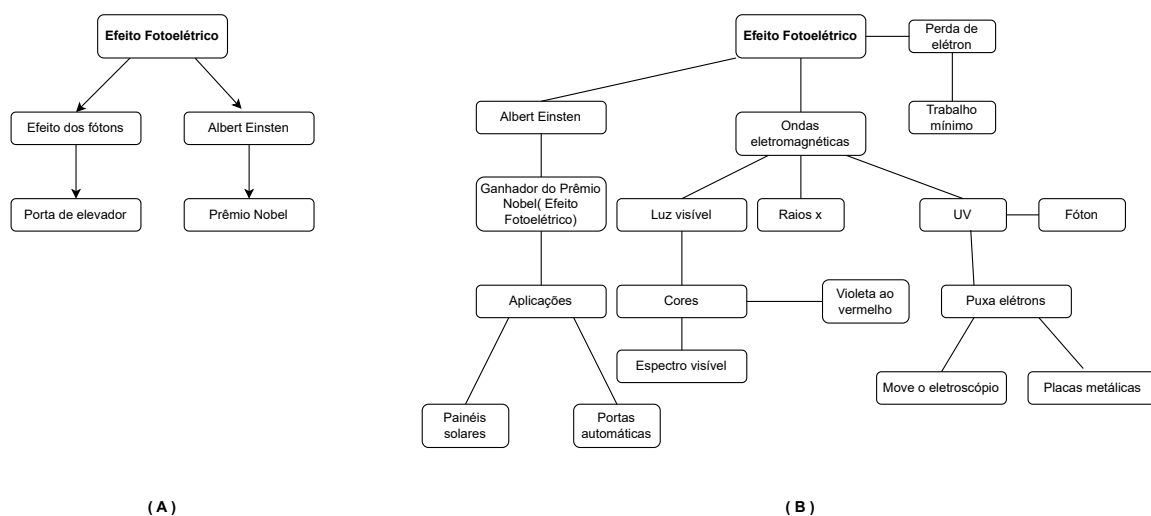 Efeito Fotoelétrico
Efeito dos fótons
Albert Einsten
Porta de elevador
Prêmio Nobel
( A )
Efeito Fotoelétrico
Perda de
elétron
Trabalho
mínimo
Albert Einsten
Ondas
eletromagnéticas
Ganhador do Prêmio
Nobel( Efeito
Fotoelétrico)
Luz visível
Raios x
UV
Fóton
Aplicações
Cores
Violeta ao
vermelho
Puxa elétrons
Espectro visível
Move o eletroscópio
Placas metálicas
Painéis
solares
Portas
automáticas
( B )